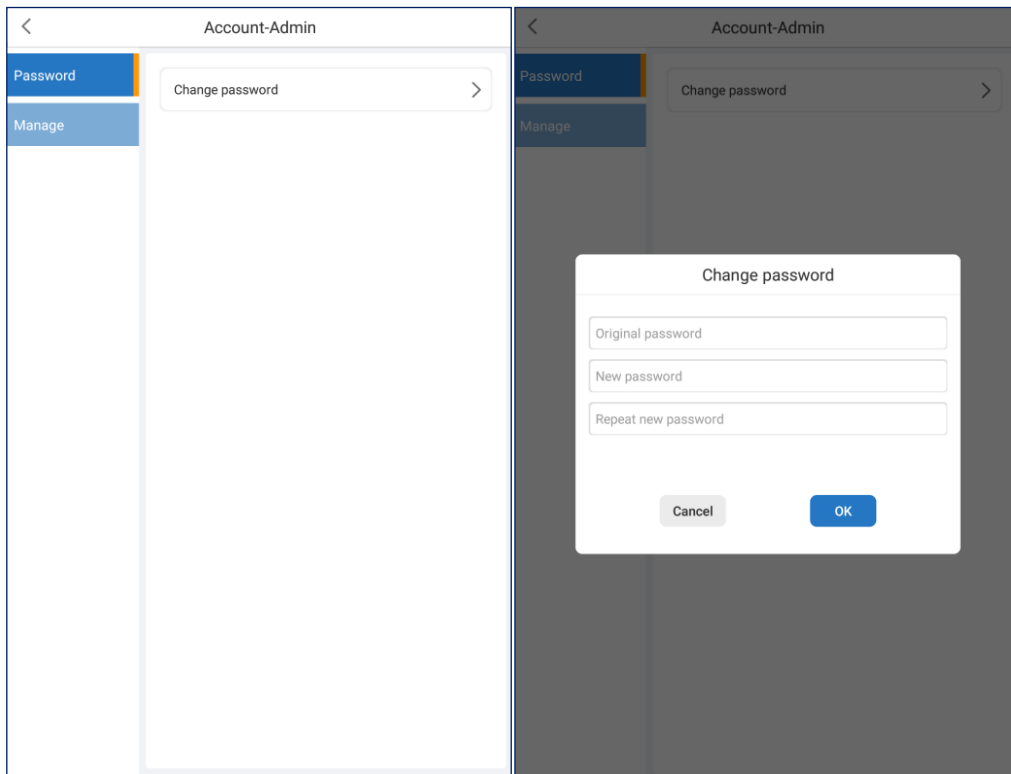 Account-Admin
Password
Change password
Manage
Account-Admin
Password
Change password
Manage
Change password
Original password
New password
Repeat new password
Cancel
OK